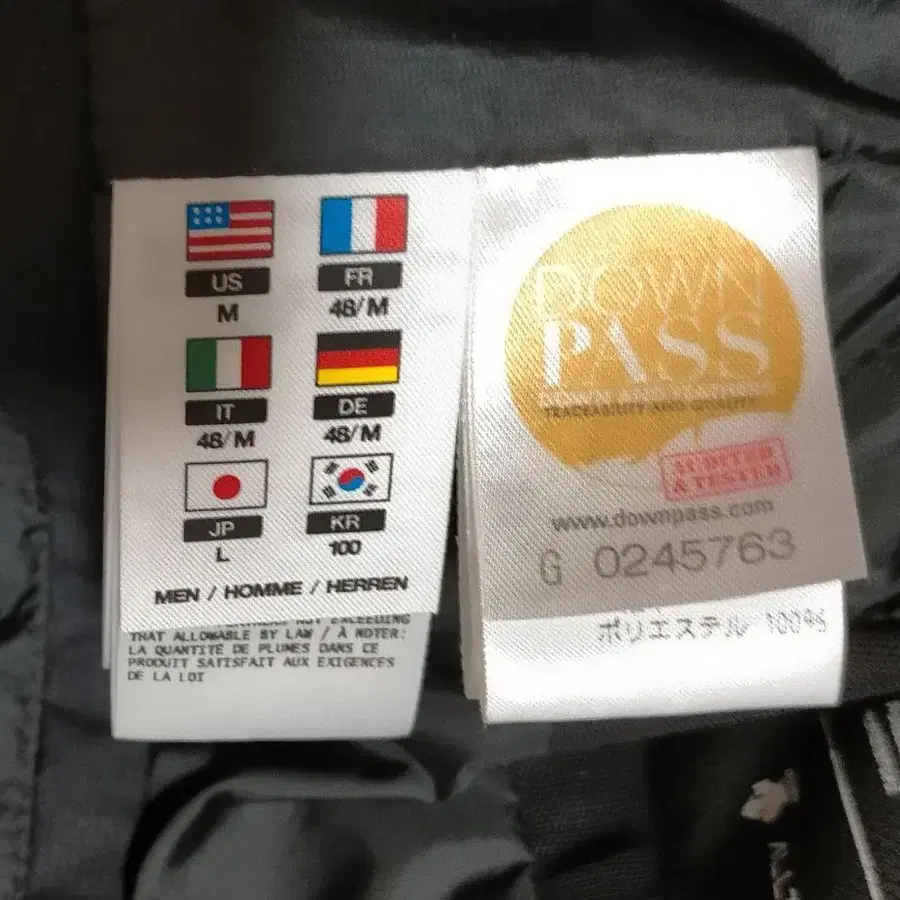 US
M
FR
48/M
IT
48/M
DE
48/M
JP
L
KR
100
MEN / HOMME / HERREN
NOT EXCEEDING
THAT ALLOWABLE BY LAW / À NOTER:
LA QUANTITÉ DE PLUMES DANS CE
PRODUIT SATISFAIT AUX EXIGENCES
DE LA LOI
DOWN
PASS
TRACEABILITY AND QUALITY
AUDITED
& TESTED
www.downpass.com
G 0245763
ポリエステル 100%